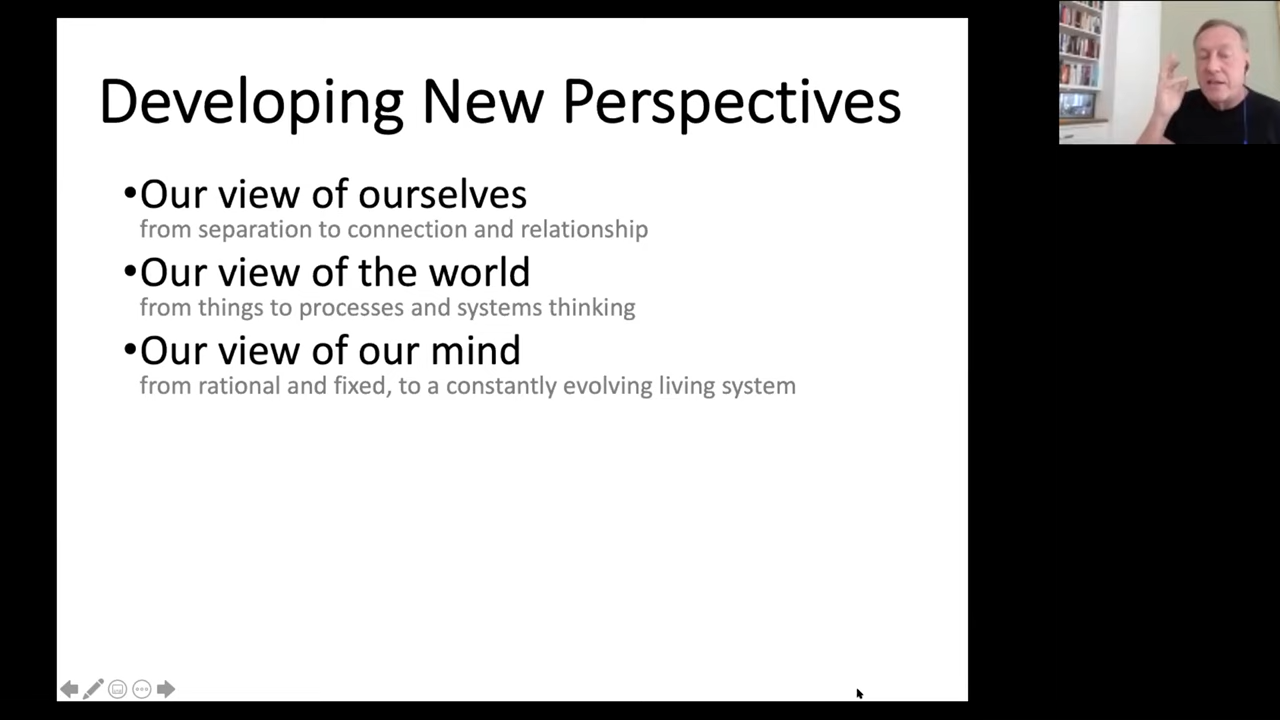 Developing New Perspectives
•Our view of ourselves
from separation to connection and relationship
•Our view of the world
from things to processes and systems thinking
•Our view of our mind
from rational and fixed, to a constantly evolving living system